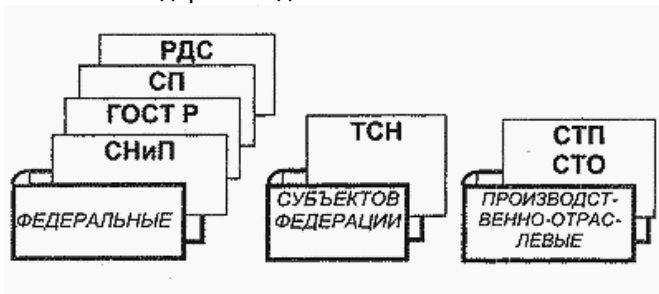 РДС
СП
ГОСТ Р
СНиП
ФЕДЕРАЛЬНЫЕ
ТСН
СУБЪЕКТОВ
ФЕДЕРАЦИИ
СТП
СТО
ПРОИЗВОДСТ-
ВЕННО-ОТРАС-
ЛЕВЫЕ